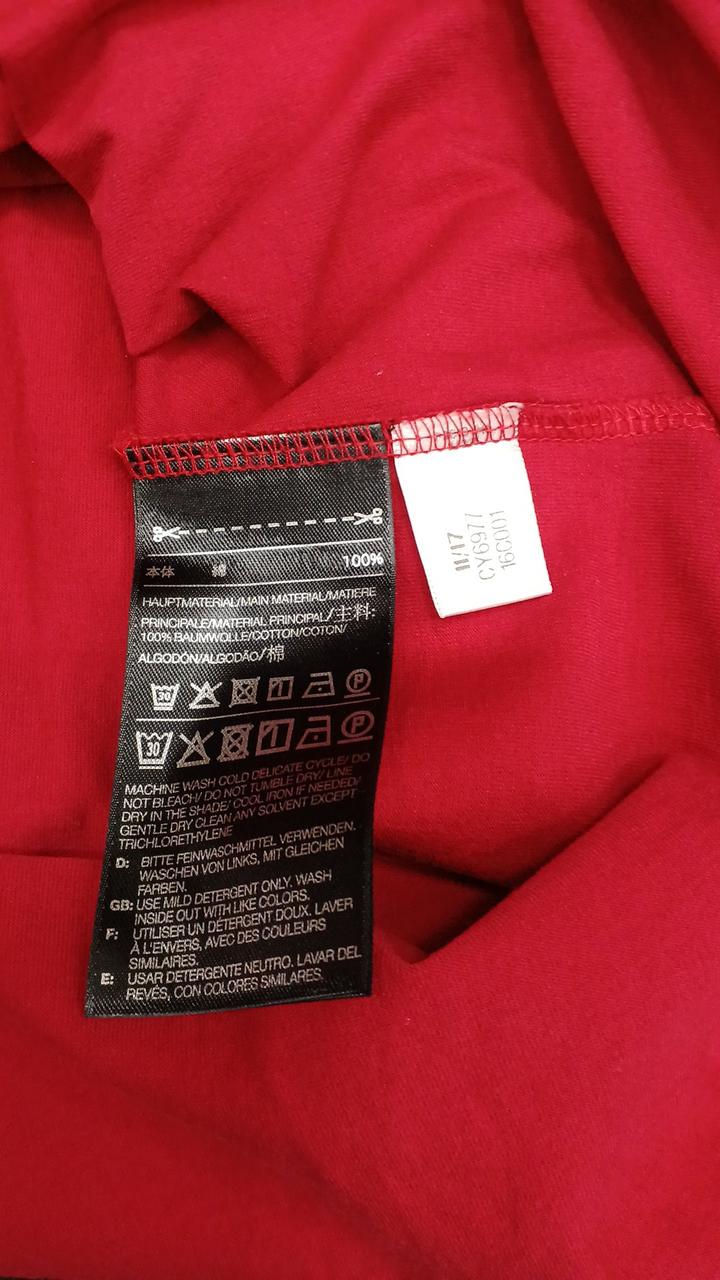 本体 綿 100%
HAUPTMATERIAL/MAIN MATERIAL/MATIERE
PRINCIPALE/MATERIAL PRINCIPAL/主料:
100% BAUMWOLLE/COTTON/COTON/
ALGODÓN/ALGODÃO/棉
30 P
30 P
MACHINE WASH COLD DELICATE CYCLE/ DO
NOT BLEACH/ DO NOT TUMBLE DRY/ LINE
DRY IN THE SHADE/ COOL IRON IF NEEDED/
GENTLE DRY CLEAN ANY SOLVENT EXCEPT
TRICHLORETHYLENE
D: BITTE FEINWASCHMITTEL VERWENDEN.
WASCHEN VON LINKS, MIT GLEICHEN
FARBEN.
GB: USE MILD DETERGENT ONLY. WASH
INSIDE OUT WITH LIKE COLORS.
F: UTILISER UN DÉTERGENT DOUX. LAVER
À L'ENVERS, AVEC DES COULEURS
SIMILAIRES.
E: USAR DETERGENTE NEUTRO. LAVAR DEL
REVÉS, CON COLORES SIMILARES.
11/17
CY6977
16C001